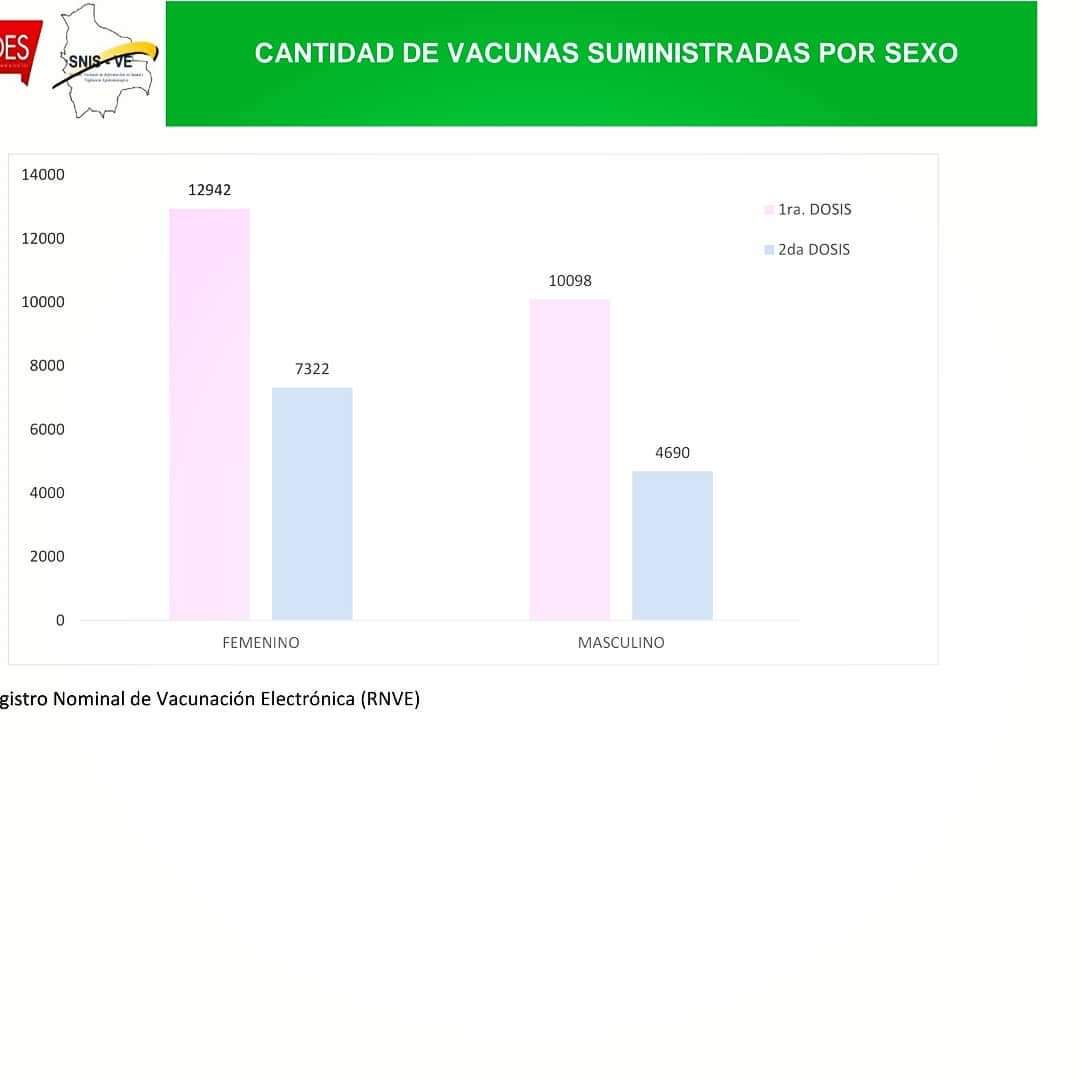 DES
SNIS - VE
CANTIDAD DE VACUNAS SUMINISTRADAS POR SEXO
14000
12000
10000
8000
6000
4000
2000
0
12942
7322
10098
4690
1ra. DOSIS
2da DOSIS
FEMENINO
MASCULINO
gistro Nominal de Vacunación Electrónica (RNVE)